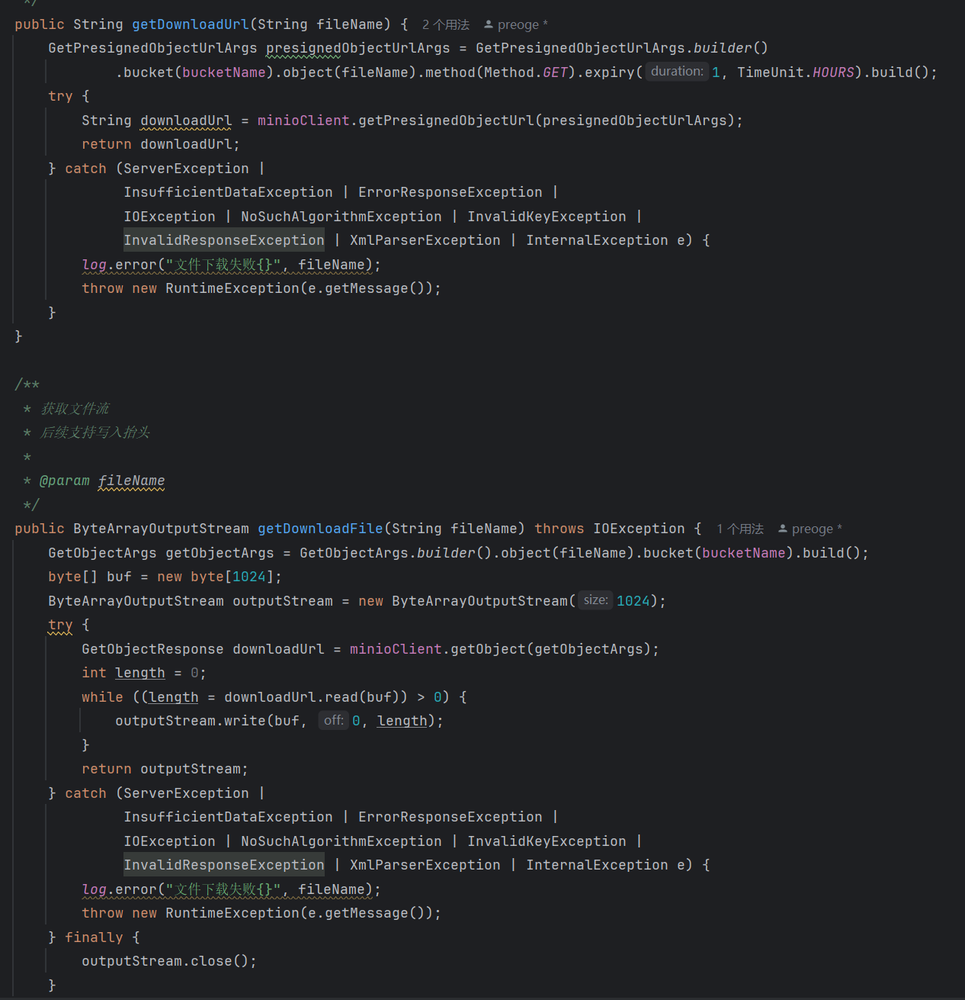 */
public String getDownloadUrl(String fileName) { 2 个用法 preoge *
GetPresignedObjectUrlArgs presignedObjectUrlArgs = GetPresignedObjectUrlArgs.builder()
.bucket(bucketName).object(fileName).method(Method.GET).expiry( duration: 1, TimeUnit.HOURS).build();
try {
String downloadUrl = minioClient.getPresignedObjectUrl(presignedObjectUrlArgs);
return downloadUrl;
} catch (ServerException |
InsufficientDataException | ErrorResponseException |
IOException | NoSuchAlgorithmException | InvalidKeyException |
InvalidResponseException | XmlParserException | InternalException e) {
log.error("文件下载失败{}", fileName);
throw new RuntimeException(e.getMessage());
}
}
/**
* 获取文件流
* 后续支持写入抬头
*
* @param fileName
*/
public ByteArrayOutputStream getDownloadFile(String fileName) throws IOException { 1 个用法 preoge *
GetObjectArgs getObjectArgs = GetObjectArgs.builder().object(fileName).bucket(bucketName).build();
byte[] buf = new byte[1024];
ByteArrayOutputStream outputStream = new ByteArrayOutputStream( size: 1024);
try {
GetObjectResponse downloadUrl = minioClient.getObject(getObjectArgs);
int length = 0;
while ((length = downloadUrl.read(buf)) > 0) {
outputStream.write(buf, off: 0, length);
}
return outputStream;
} catch (ServerException |
InsufficientDataException | ErrorResponseException |
IOException | NoSuchAlgorithmException | InvalidKeyException |
InvalidResponseException | XmlParserException | InternalException e) {
log.error("文件下载失败{}", fileName);
throw new RuntimeException(e.getMessage());
} finally {
outputStream.close();
}